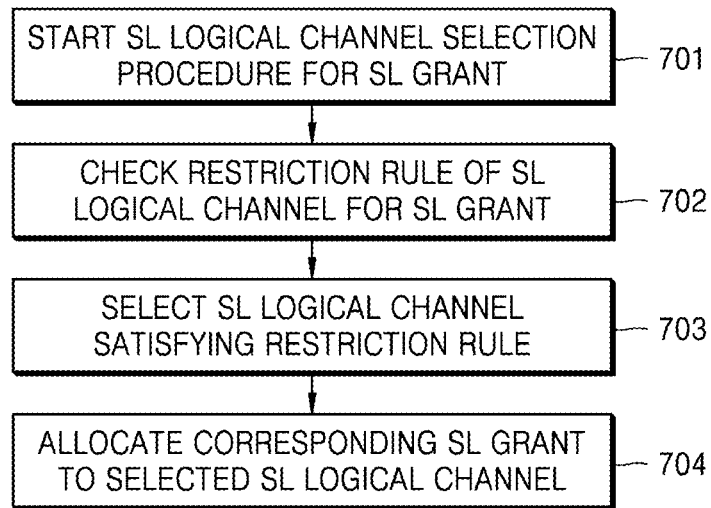 START SL LOGICAL CHANNEL SELECTION
PROCEDURE FOR SL GRANT
701
CHECK RESTRICTION RULE OF SL
LOGICAL CHANNEL FOR SL GRANT
702
SELECT SL LOGICAL CHANNEL
SATISFYING RESTRICTION RULE
703
ALLOCATE CORRESPONDING SL GRANT
TO SELECTED SL LOGICAL CHANNEL
704